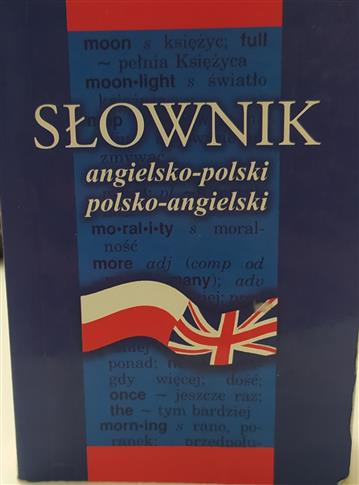 moon s księżyc; full
~ pełnia Księżyca
moon•light s światło
SŁOWNIK
angielsko-polski
polsko-angielski
mo•ral•i•ty s moral-
ność
more adj (comp od
many); adv
ponad;
gdy więcej; dość;
once ~ jeszcze raz;
the ~ tym bardziej
morn•ing s rano, po-
ranek; przedpołu-